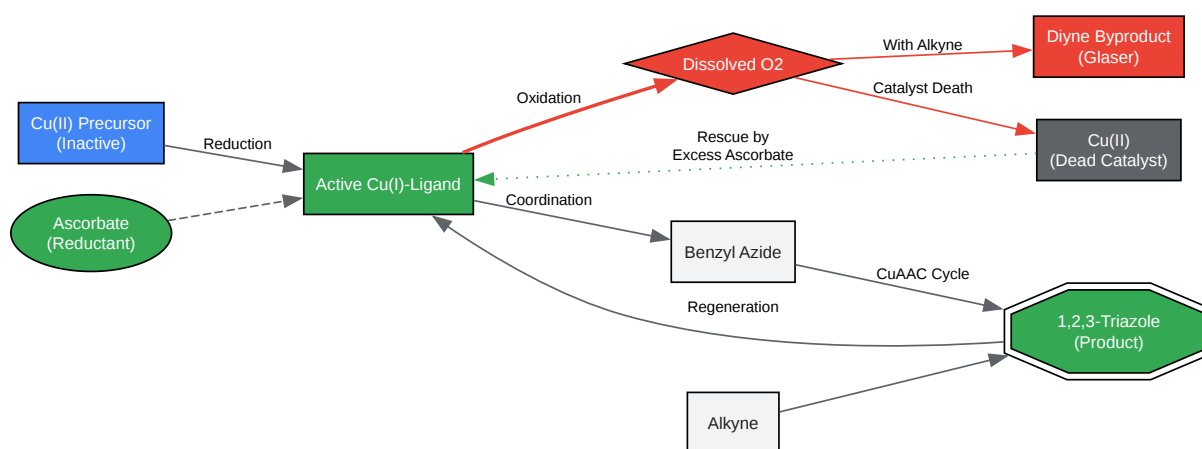 Cu(II) Precursor
(Inactive)
Reduction
Ascorbate
(Reductant)
Active Cu(I)-Ligand
Oxidation
Dissolved O2
With Alkyne
Diyne Byproduct
(Glaser)
Catalyst Death
Cu(II)
(Dead Catalyst)
Rescue by
Excess Ascorbate
Coordination
Benzyl Azide
CuAAC Cycle
Regeneration
1,2,3-Triazole
(Product)
Alkyne